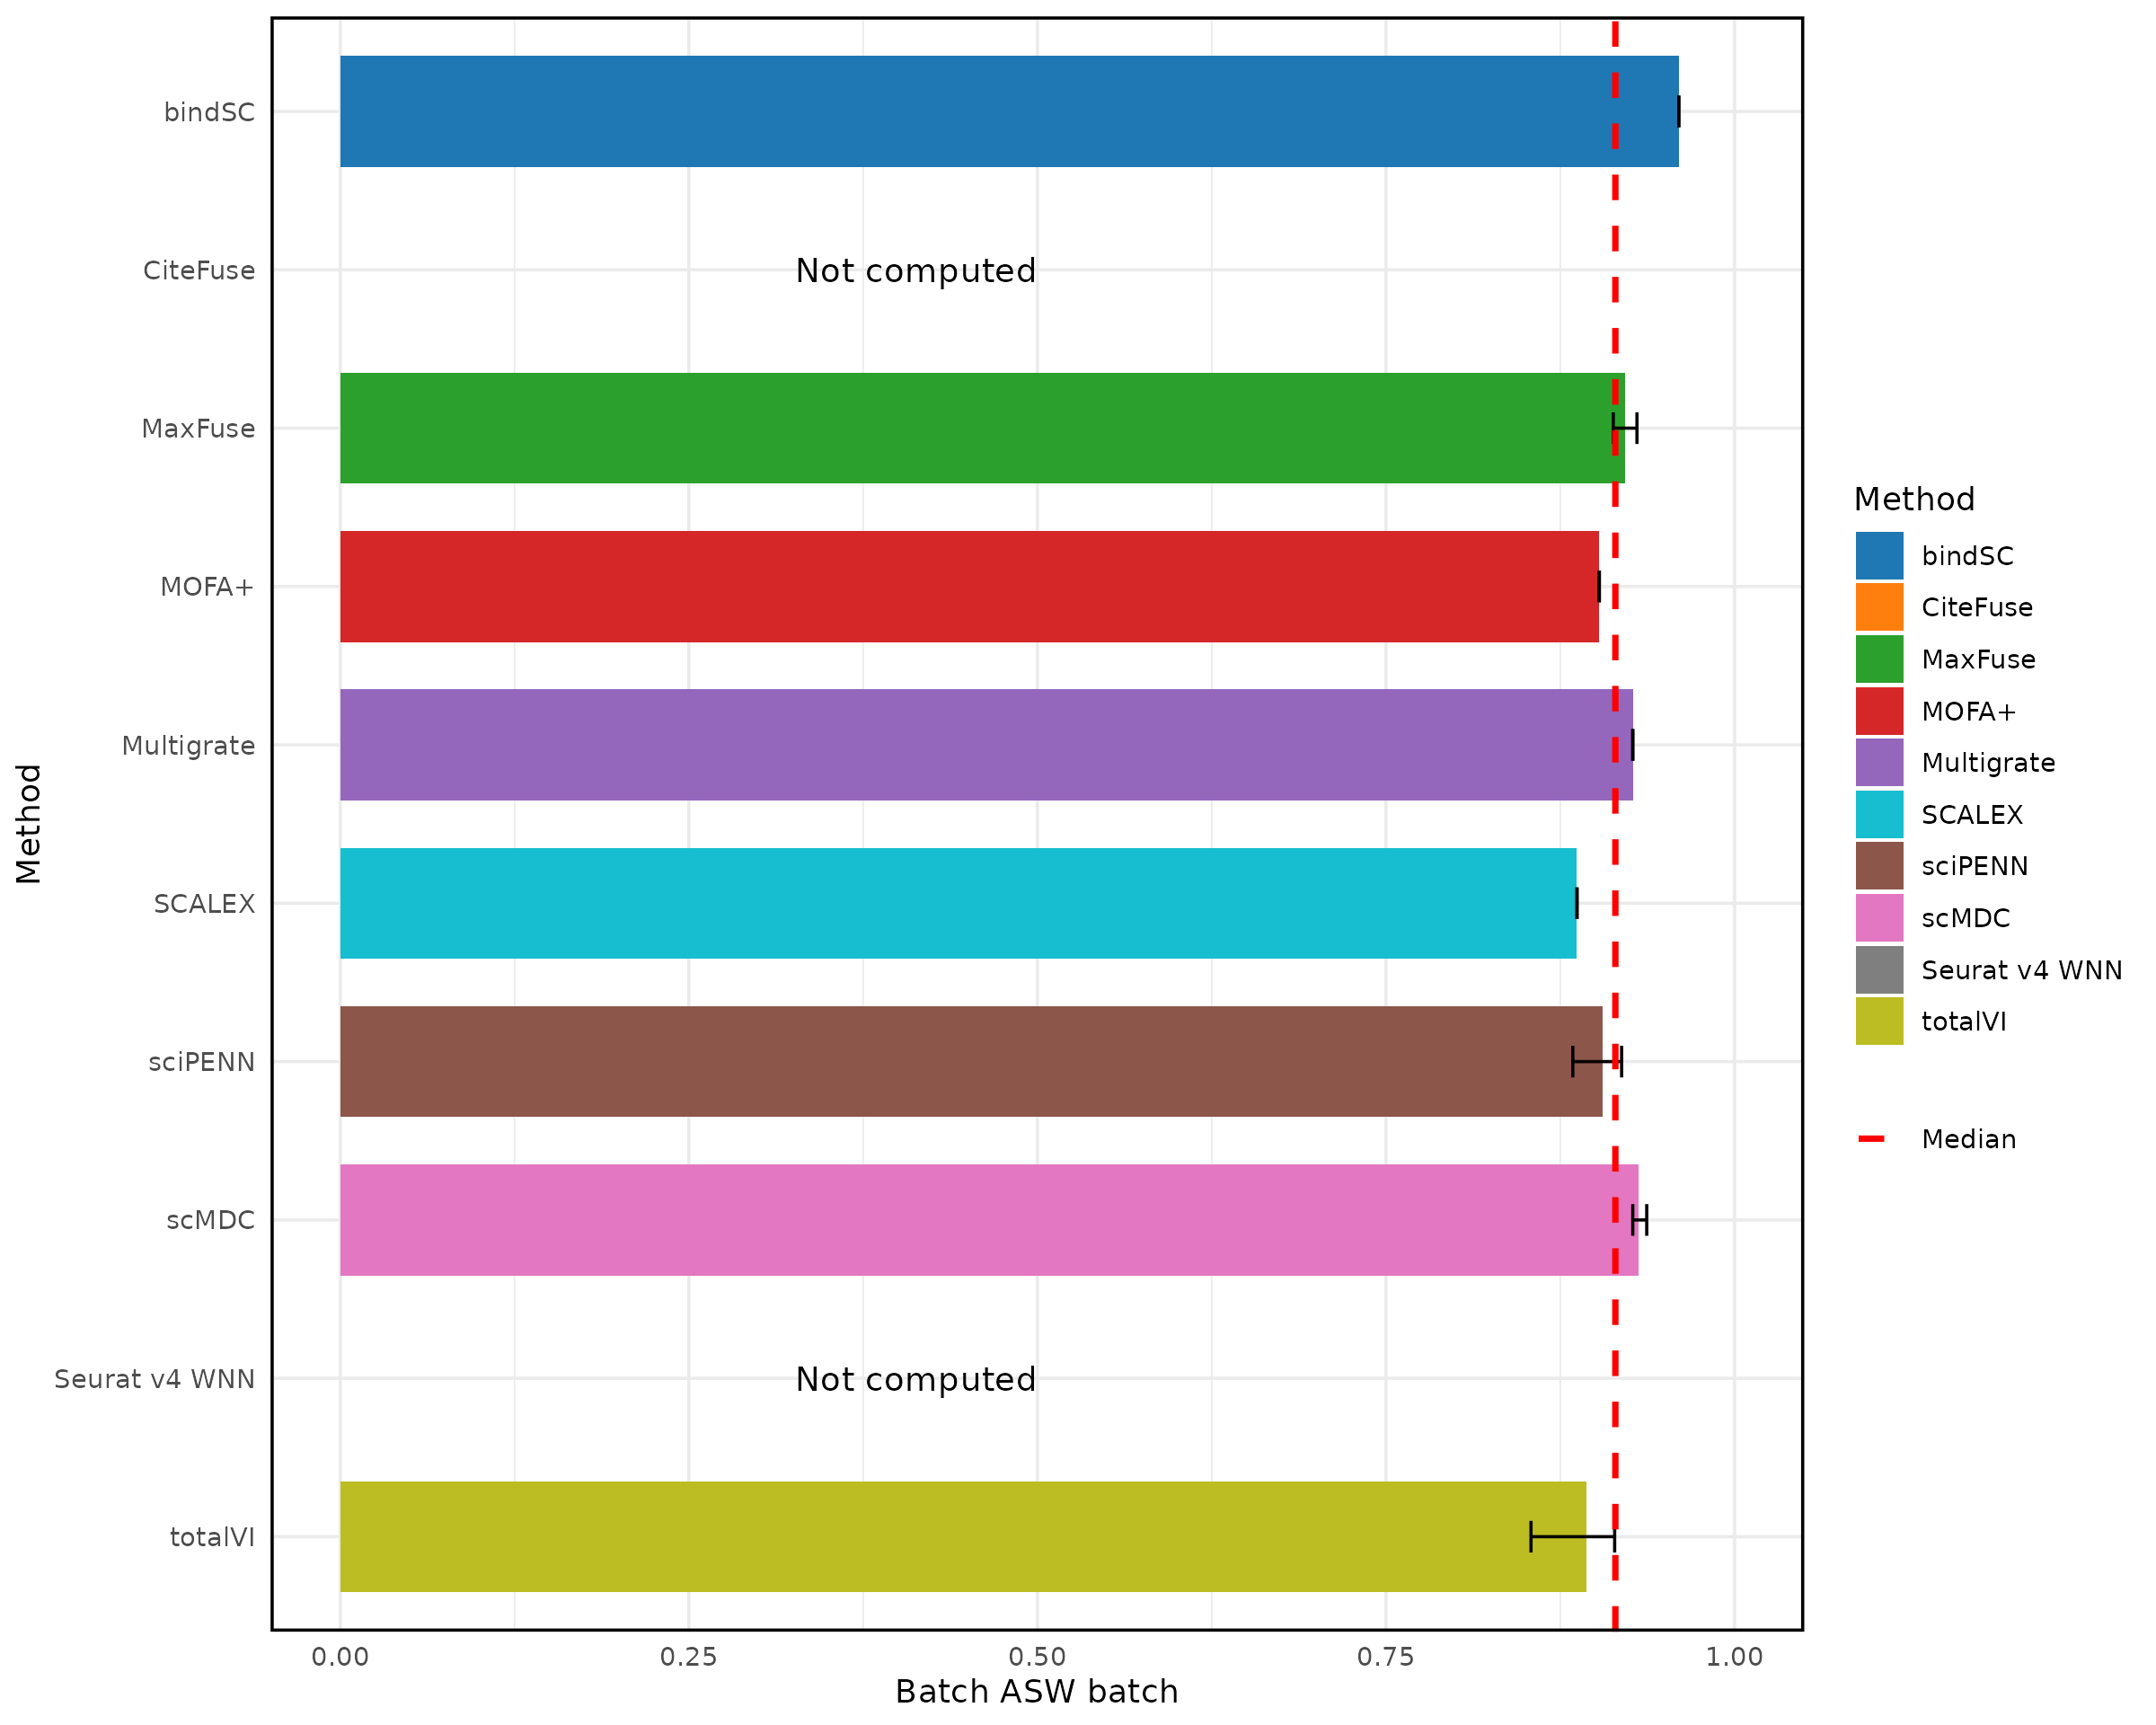 bindSC
CiteFuse
MaxFuse
MOFA+
Multigrate
SCALEX
sciPENN
scMDC
Seurat v4 WNN
totalVI
Method
Not computed
Not computed
0.00
0.25
0.50
0.75
1.00
Batch ASW batch
Method
bindSC
CiteFuse
MaxFuse
MOFA+
Multigrate
SCALEX
sciPENN
scMDC
Seurat v4 WNN
totalVI
Median